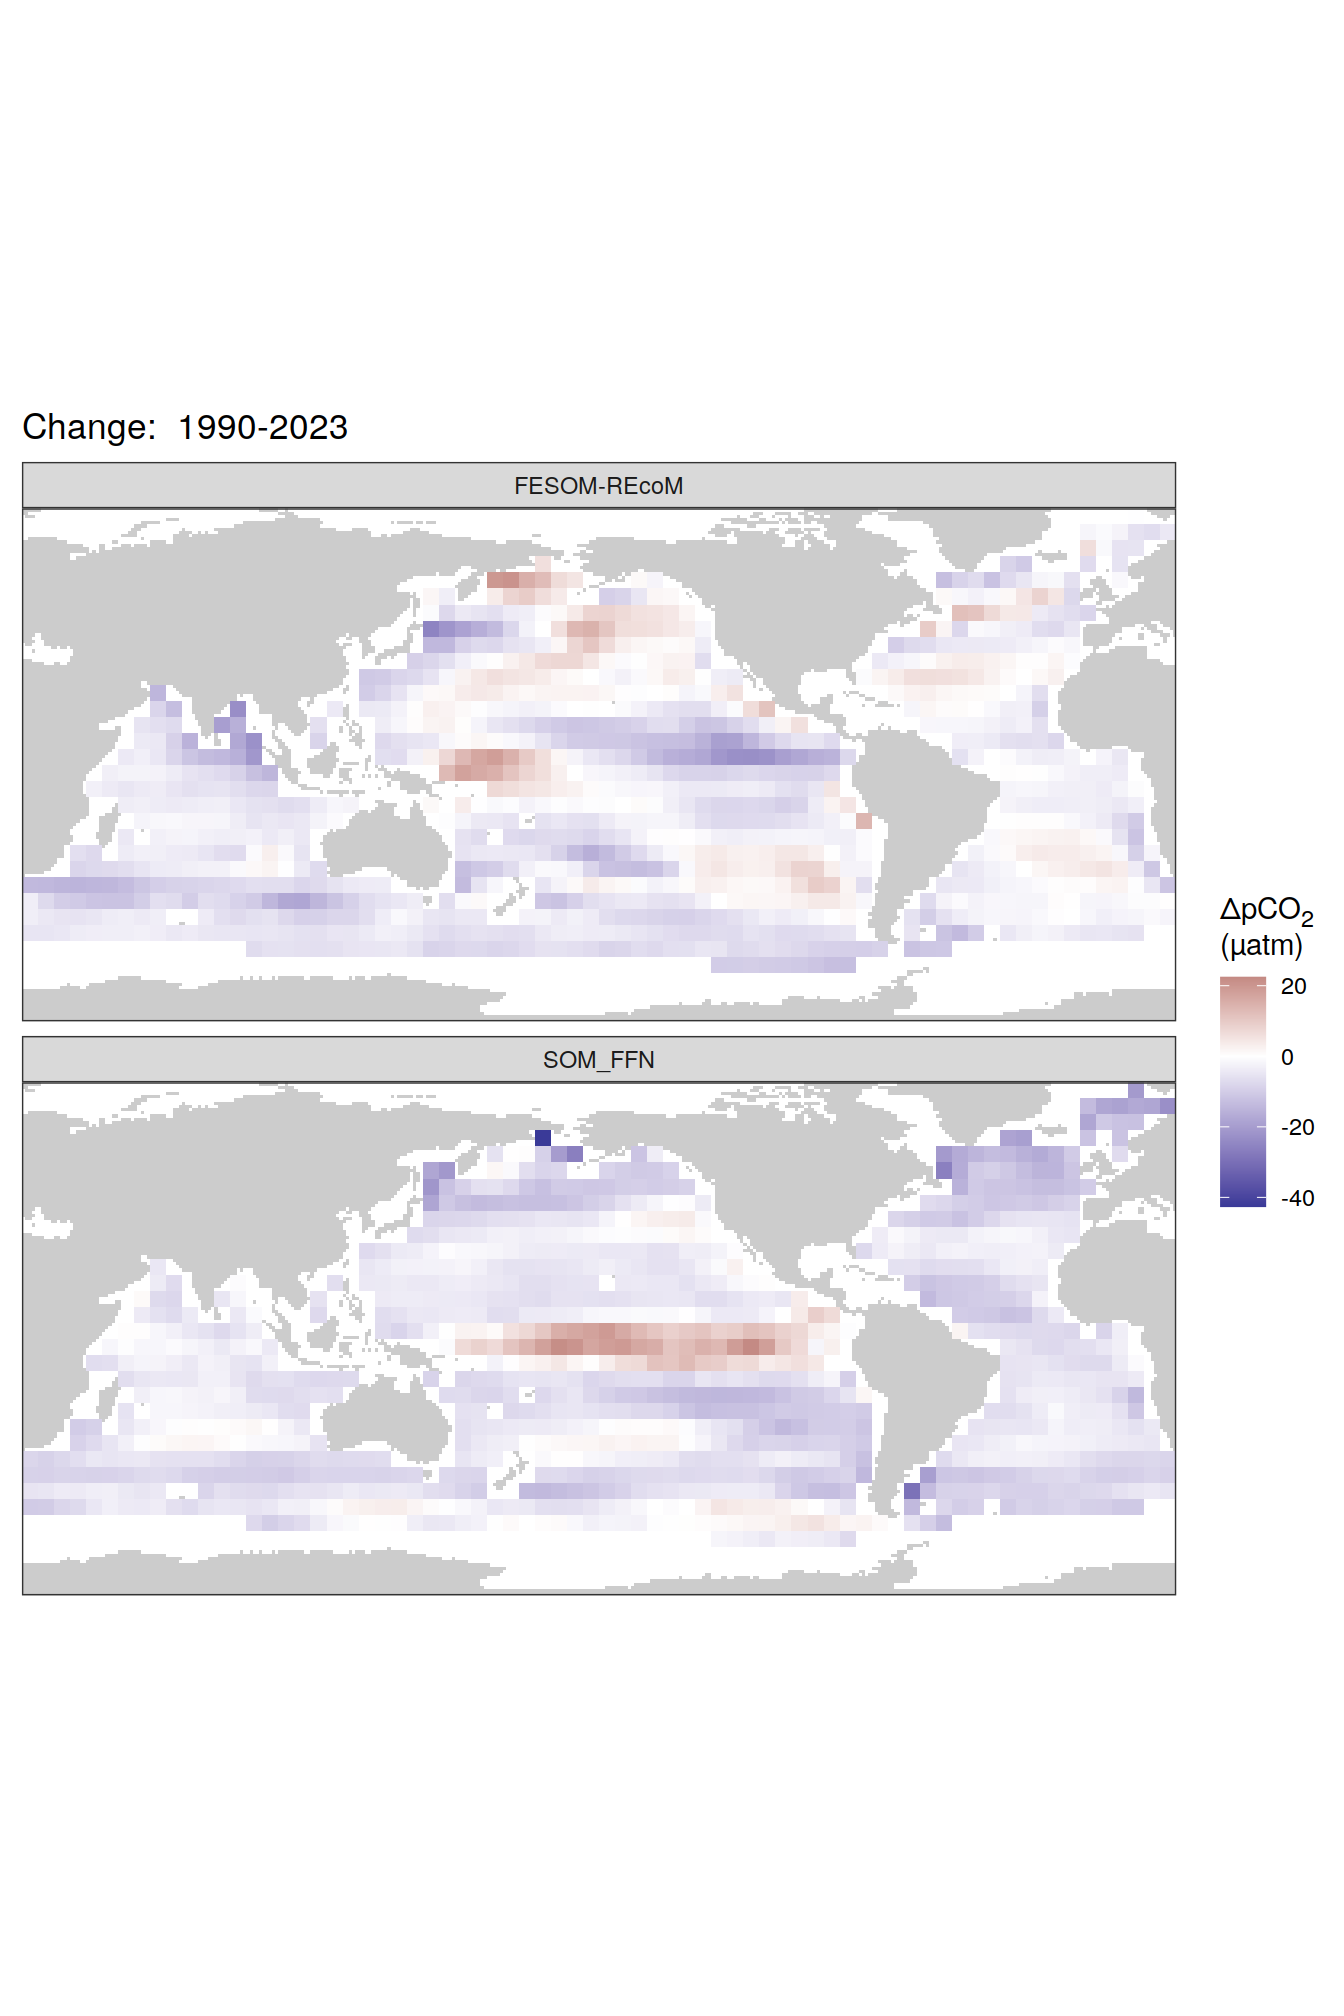 Change:  1990-2023
FESOM-REcoM
SOM_FFN
ΔpCO₂
(µatm)
20
0
-20
-40